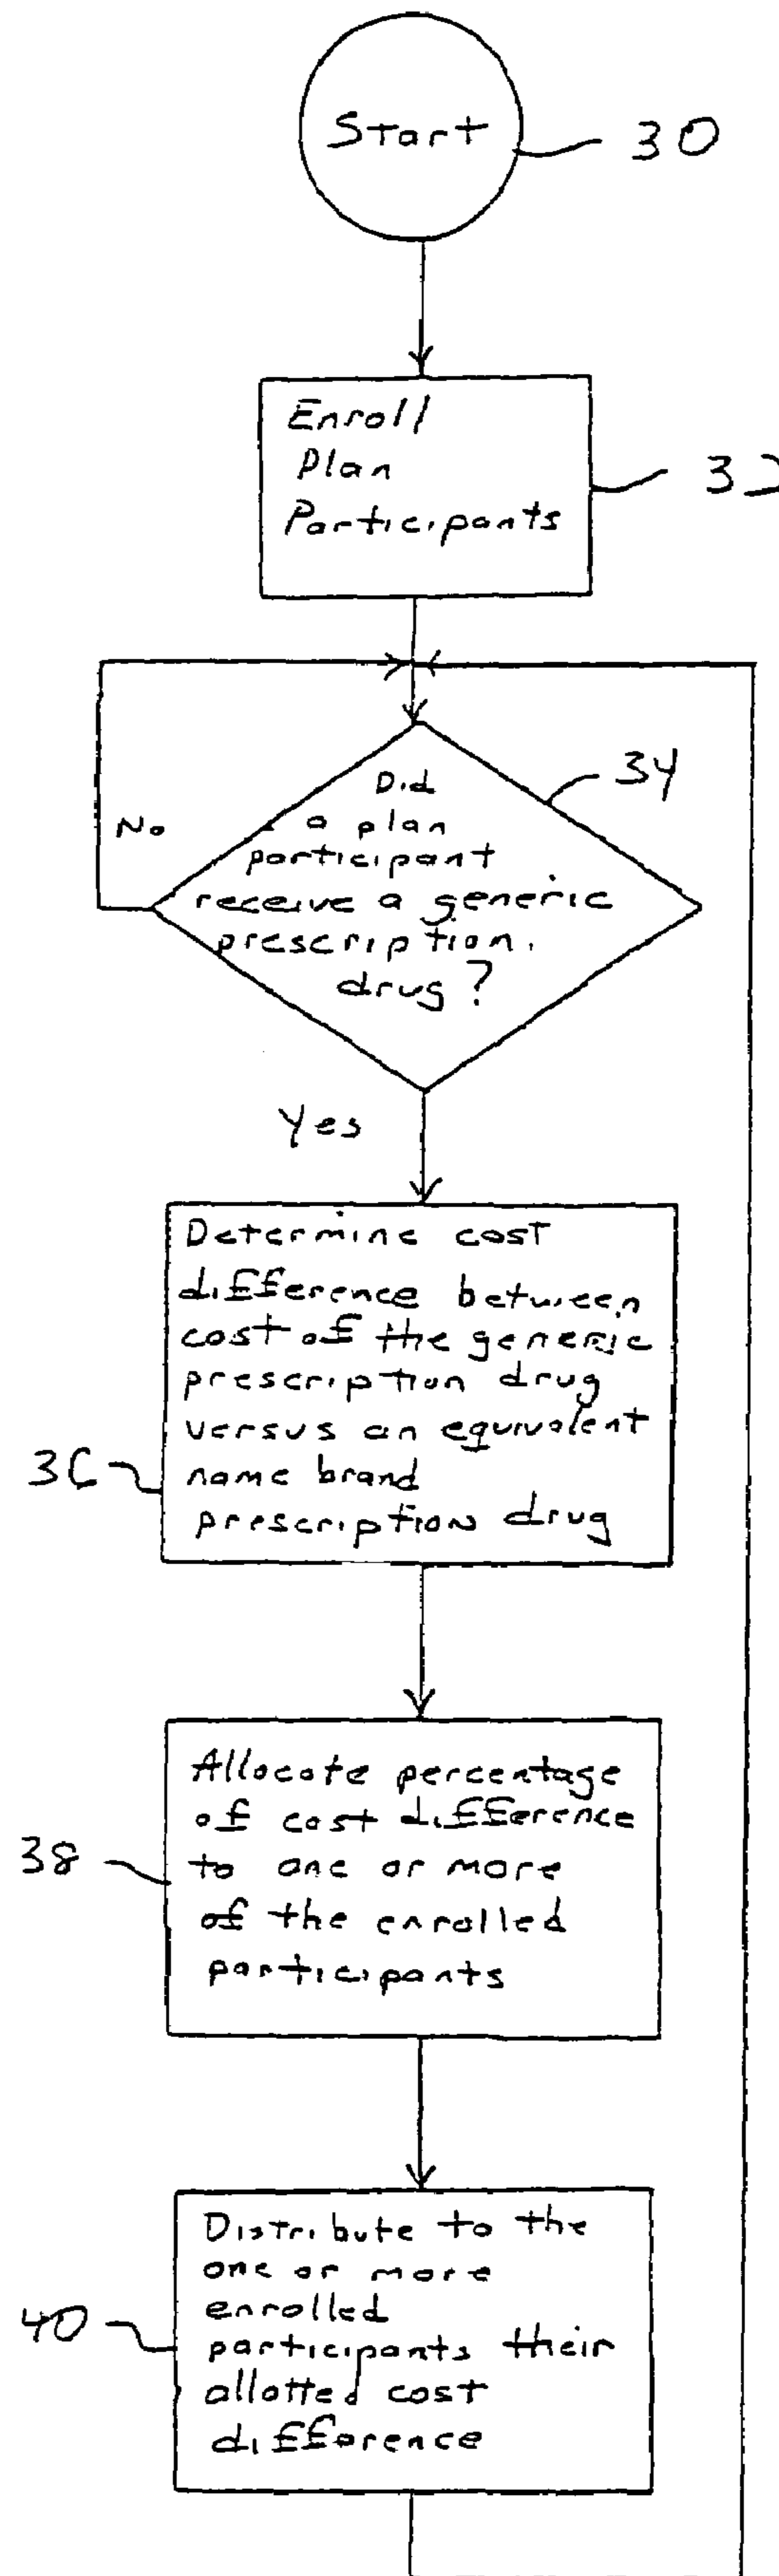 Start
30
Enroll
Plan
Participants
32
Did
a plan
participant
receive a generic
prescription
drug?
34
No
Yes
Determine cost
difference between
cost of the generic
prescription drug
versus an equivalent
name brand
prescription drug
36
Allocate percentage
of cost difference
to one or more
of the enrolled
participants
38
Distribute to the
one or more
enrolled
participants their
allotted cost
difference
40